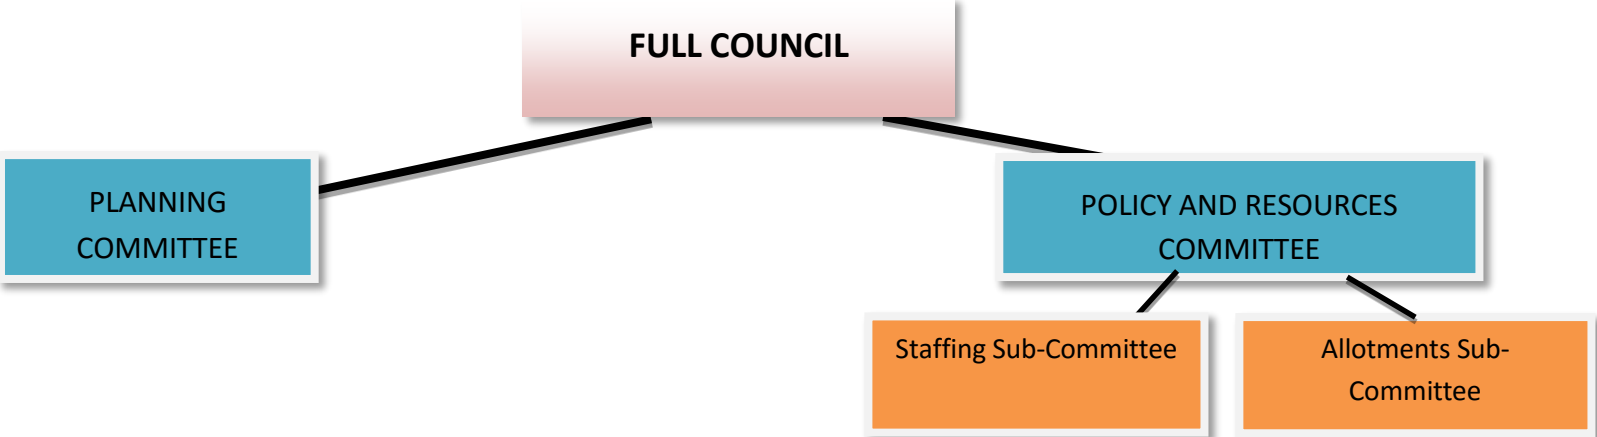 FULL COUNCIL
PLANNING
COMMITTEE
POLICY AND RESOURCES
COMMITTEE
Staffing Sub-Committee
Allotments Sub-
Committee